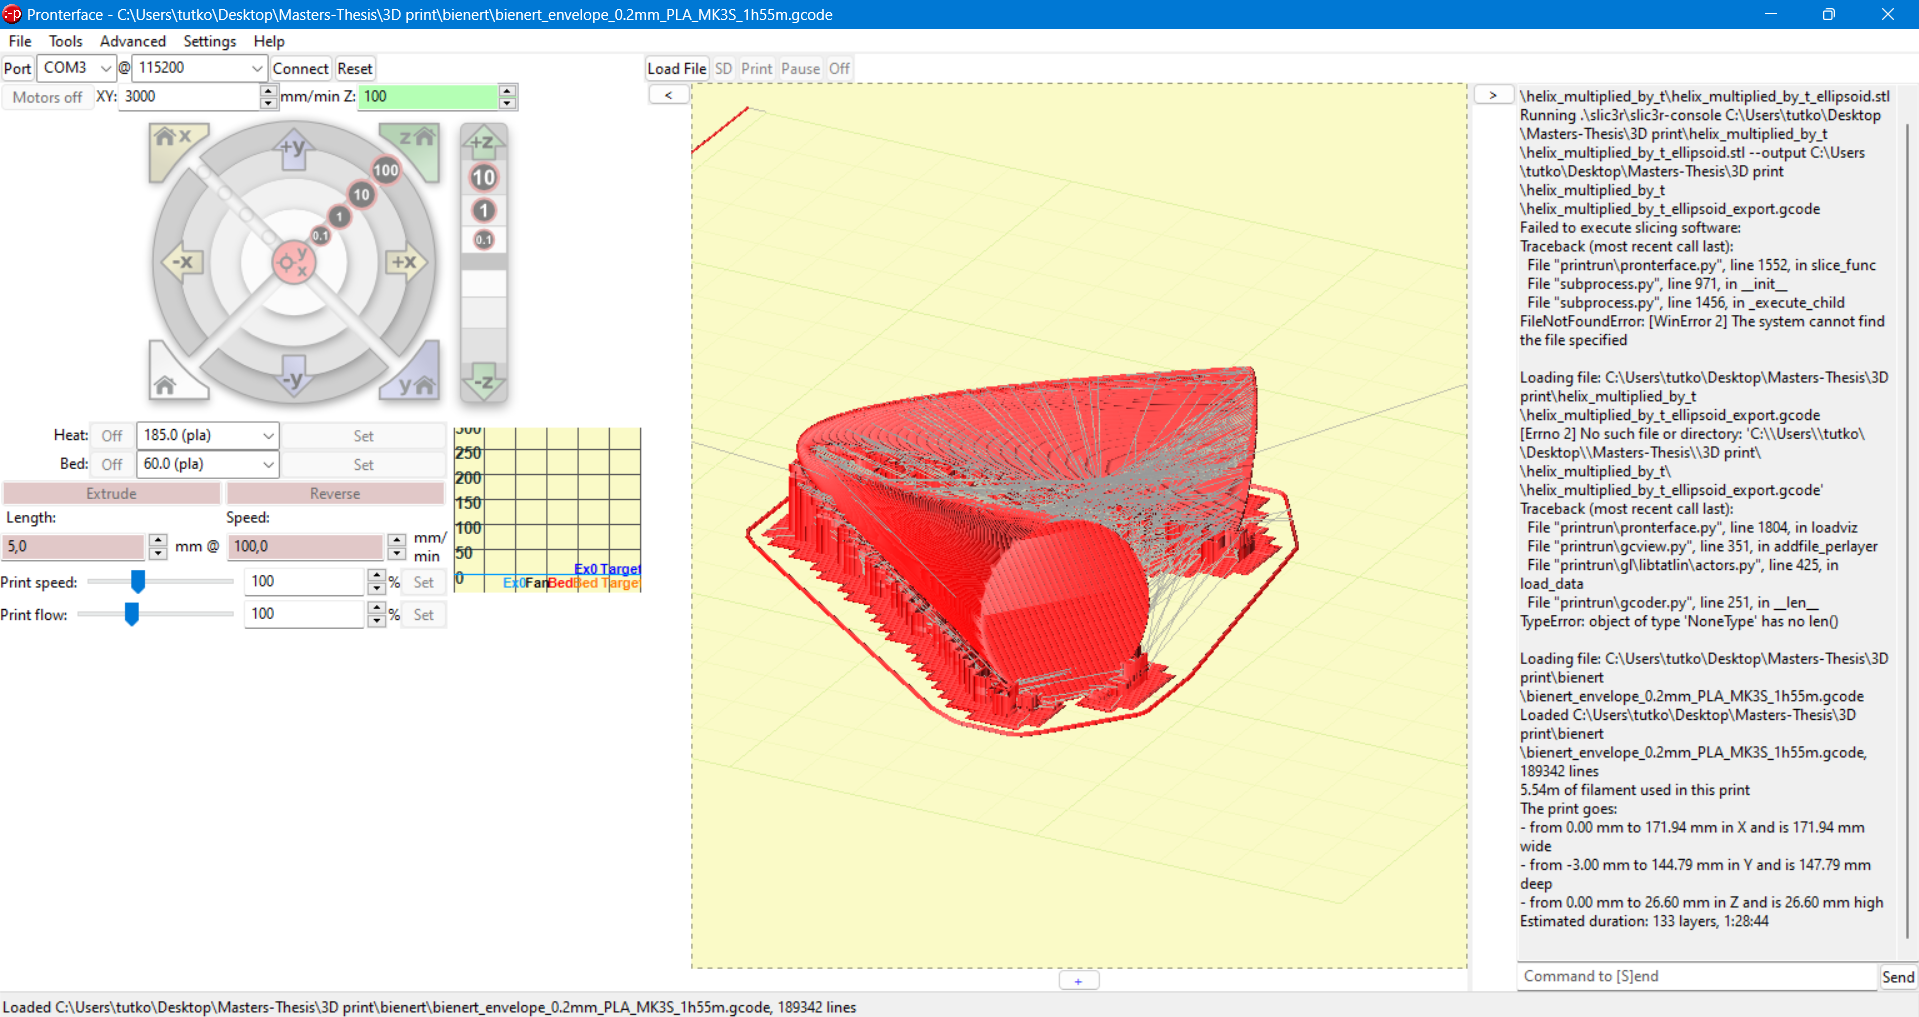 Pronterface - C:\Users\tutko\Desktop\Masters-Thesis\3D print\bienert\bienert_envelope_0.2mm_PLA_MK3S_1h55m.gcode
File Tools Advanced Settings Help
Port COM3 @ 115200 Connect Reset
Load File SD Print Pause Off
Motors off XY: 3000 mm/min Z: 100
< >
x +y z +z
100 10
10
1 1
0.1 0.1
-x y x +x
-y y -z
Heat: Off 185.0 (pla) Set
Bed: Off 60.0 (pla) Set
Extrude Reverse
Length: Speed:
5,0 mm @ 100,0 mm/
min
Print speed: 100 % Set
Print flow: 100 % Set
300
250
200
150
100
50
0
Ex0 Target
Ex0 Fan Bed Bed Target
\helix_multiplied_by_t\helix_multiplied_by_t_ellipsoid.stl
Running .\slic3r\slic3r-console C:\Users\tutko\Desktop
\Masters-Thesis\3D print\helix_multiplied_by_t
\helix_multiplied_by_t_ellipsoid.stl --output C:\Users
\tutko\Desktop\Masters-Thesis\3D print
\helix_multiplied_by_t
\helix_multiplied_by_t_ellipsoid_export.gcode
Failed to execute slicing software:
Traceback (most recent call last):
File "printrun\pronterface.py", line 1552, in slice_func
File "subprocess.py", line 971, in __init__
File "subprocess.py", line 1456, in _execute_child
FileNotFoundError: [WinError 2] The system cannot find
the file specified
Loading file: C:\Users\tutko\Desktop\Masters-Thesis\3D
print\helix_multiplied_by_t
\helix_multiplied_by_t_ellipsoid_export.gcode
[Errno 2] No such file or directory: 'C:\\Users\\tutko\
\Desktop\\Masters-Thesis\\3D print\
\helix_multiplied_by_t\
\helix_multiplied_by_t_ellipsoid_export.gcode'
Traceback (most recent call last):
File "printrun\pronterface.py", line 1804, in loadviz
File "printrun\gcview.py", line 351, in addfile_perlayer
File "printrun\gl\libtatlin\actors.py", line 425, in
load_data
File "printrun\gcoder.py", line 251, in __len__
TypeError: object of type 'NoneType' has no len()
Loading file: C:\Users\tutko\Desktop\Masters-Thesis\3D
print\bienert
\bienert_envelope_0.2mm_PLA_MK3S_1h55m.gcode
Loaded C:\Users\tutko\Desktop\Masters-Thesis\3D
print\bienert
\bienert_envelope_0.2mm_PLA_MK3S_1h55m.gcode,
189342 lines
5.54m of filament used in this print
The print goes:
- from 0.00 mm to 171.94 mm in X and is 171.94 mm
wide
- from -3.00 mm to 144.79 mm in Y and is 147.79 mm
deep
- from 0.00 mm to 26.60 mm in Z and is 26.60 mm high
Estimated duration: 133 layers, 1:28:44
+
Command to [S]end Send
Loaded C:\Users\tutko\Desktop\Masters-Thesis\3D print\bienert\bienert_envelope_0.2mm_PLA_MK3S_1h55m.gcode, 189342 lines